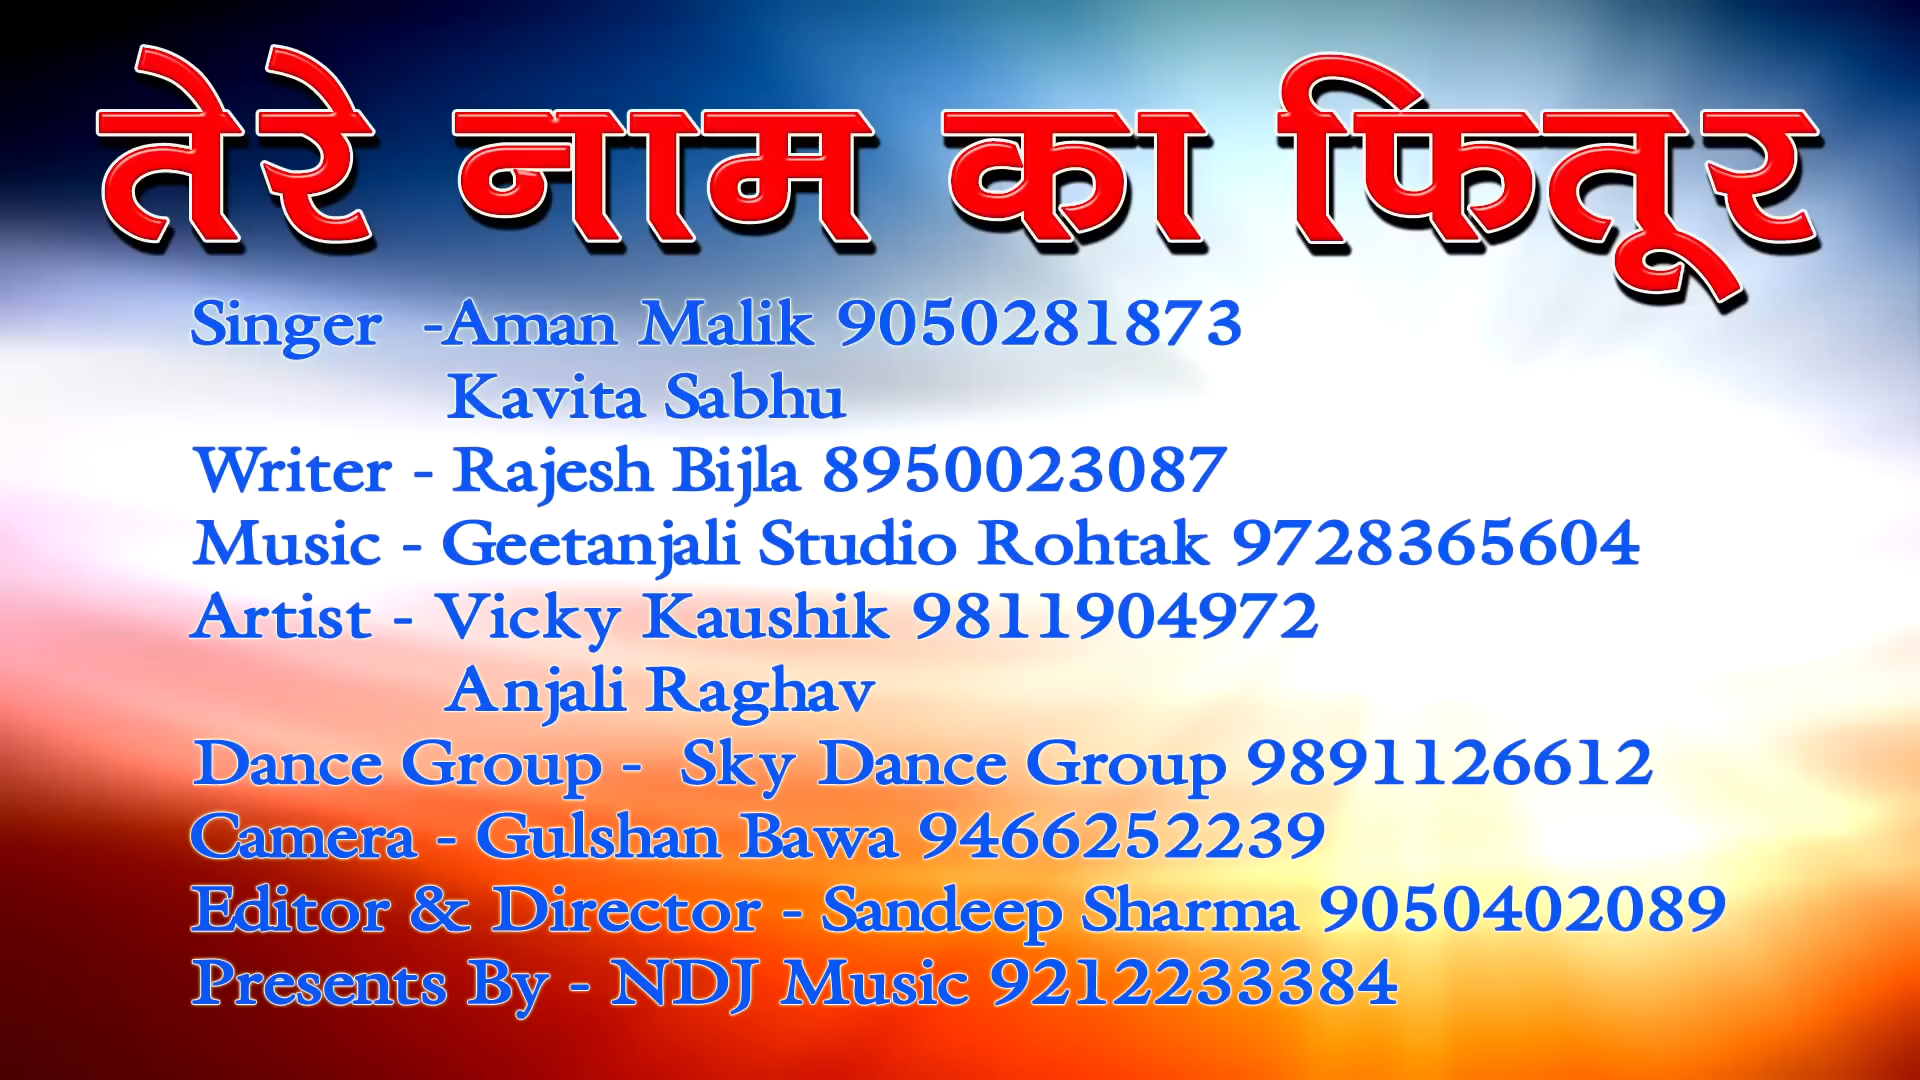 तेरे नाम का फितूर
Singer -Aman Malik 9050281873
Kavita Sabhu
Writer - Rajesh Bijla 8950023087
Music - Geetanjali Studio Rohtak 9728365604
Artist - Vicky Kaushik 9811904972
Anjali Raghav
Dance Group - Sky Dance Group 9891126612
Camera - Gulshan Bawa 9466252239
Editor & Director - Sandeep Sharma 9050402089
Presents By - NDJ Music 9212233384